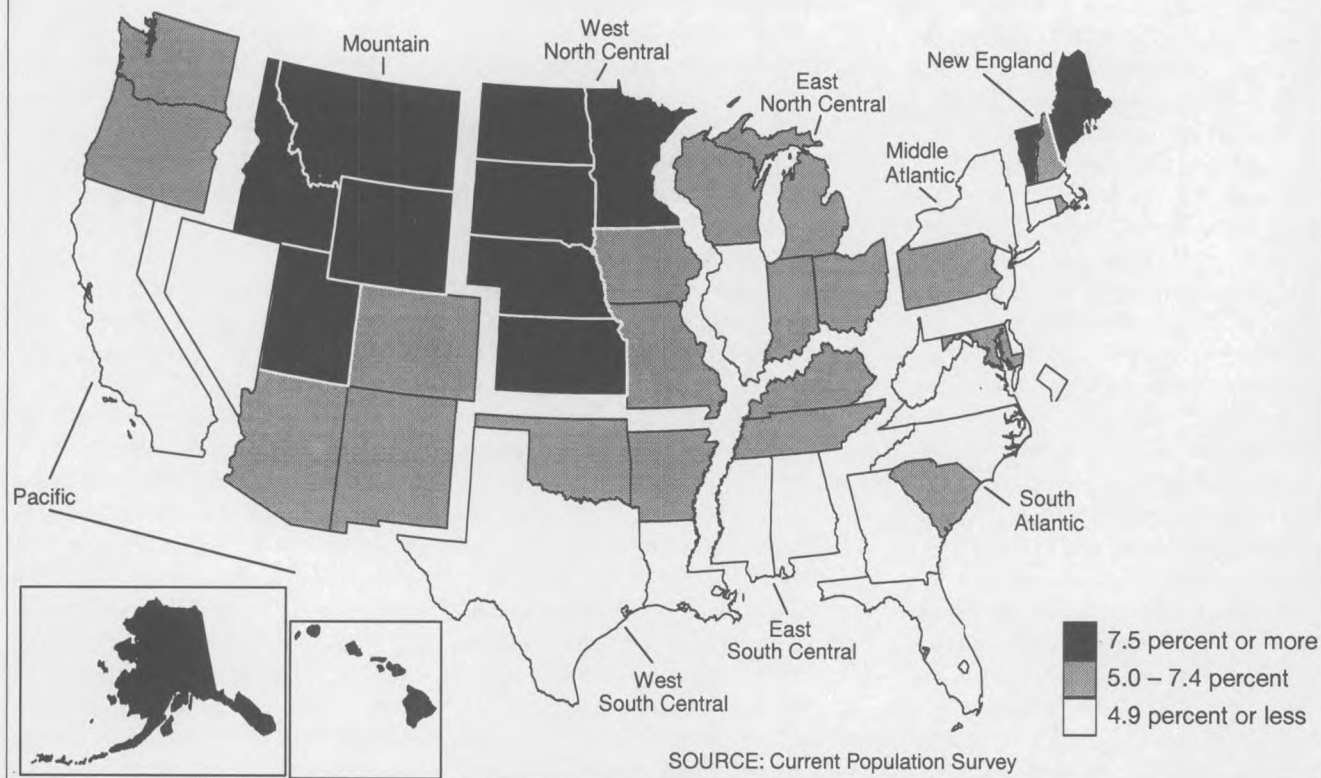 Mountain
West
North Central
New England
East
North Central
Middle
Atlantic
Pacific
South
Atlantic
East
South Central
West
South Central
7.5 percent or more
5.0 – 7.4 percent
4.9 percent or less
SOURCE: Current Population Survey